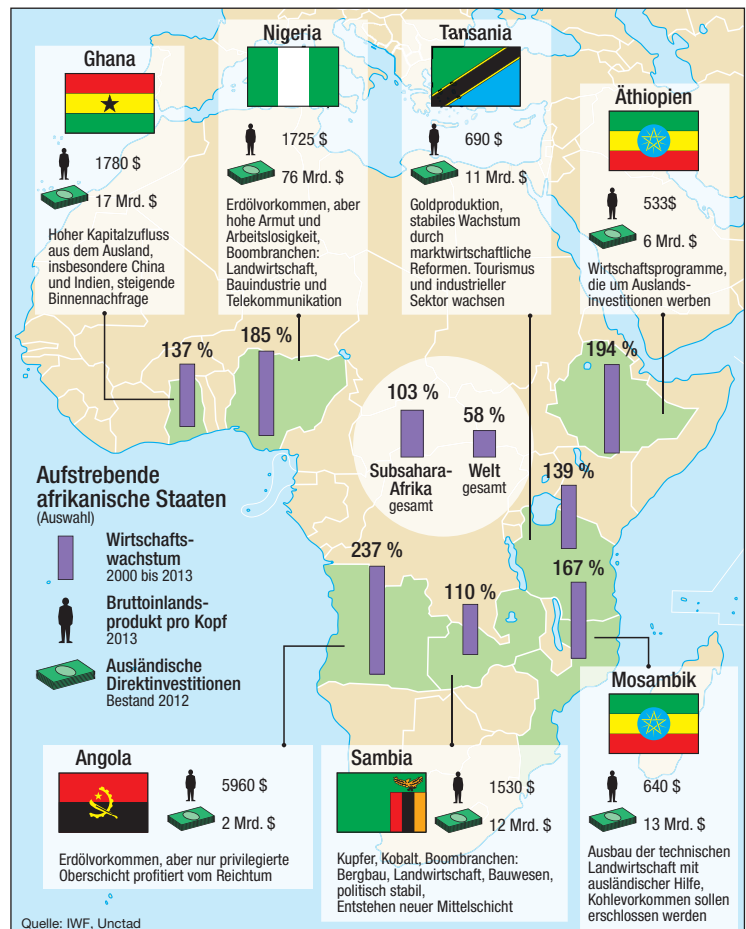 Ghana
1780 $
17 Mrd. $
Hoher Kapitalzufluss
aus dem Ausland,
insbesondere China
und Indien, steigende
Binnennachfrage
Nigeria
1725 $
76 Mrd. $
Erdölvorkommen, aber
hohe Armut und
Arbeitslosigkeit,
Boombranchen:
Landwirtschaft,
Bauindustrie und
Telekommunikation
Tansania
690 $
11 Mrd. $
Goldproduktion,
stabiles Wachstum
durch
marktwirtschaftliche
Reformen. Tourismus
und industrieller
Sektor wachsen
Äthiopien
533$
6 Mrd. $
Wirtschaftsprogramme,
die um Auslands-
investitionen werben
137 %
185 %
194 %
103 %
Subsahara-
Afrika
gesamt
58 %
Welt
gesamt
139 %
237 %
110 %
167 %
Aufstrebende
afrikanische Staaten
(Auswahl)
Wirtschafts-
wachstum
2000 bis 2013
Bruttoinlands-
produkt pro Kopf
2013
Ausländische
Direktinvestitionen
Bestand 2012
Angola
5960 $
2 Mrd. $
Erdölvorkommen, aber nur privilegierte
Oberschicht profitiert vom Reichtum
Sambia
1530 $
12 Mrd. $
Kupfer, Kobalt, Boombranchen:
Bergbau, Landwirtschaft, Bauwesen,
politisch stabil,
Entstehen neuer Mittelschicht
Mosambik
640 $
13 Mrd. $
Ausbau der technischen
Landwirtschaft mit
ausländischer Hilfe,
Kohlevorkommen sollen
erschlossen werden
Quelle: IWF, Unctad